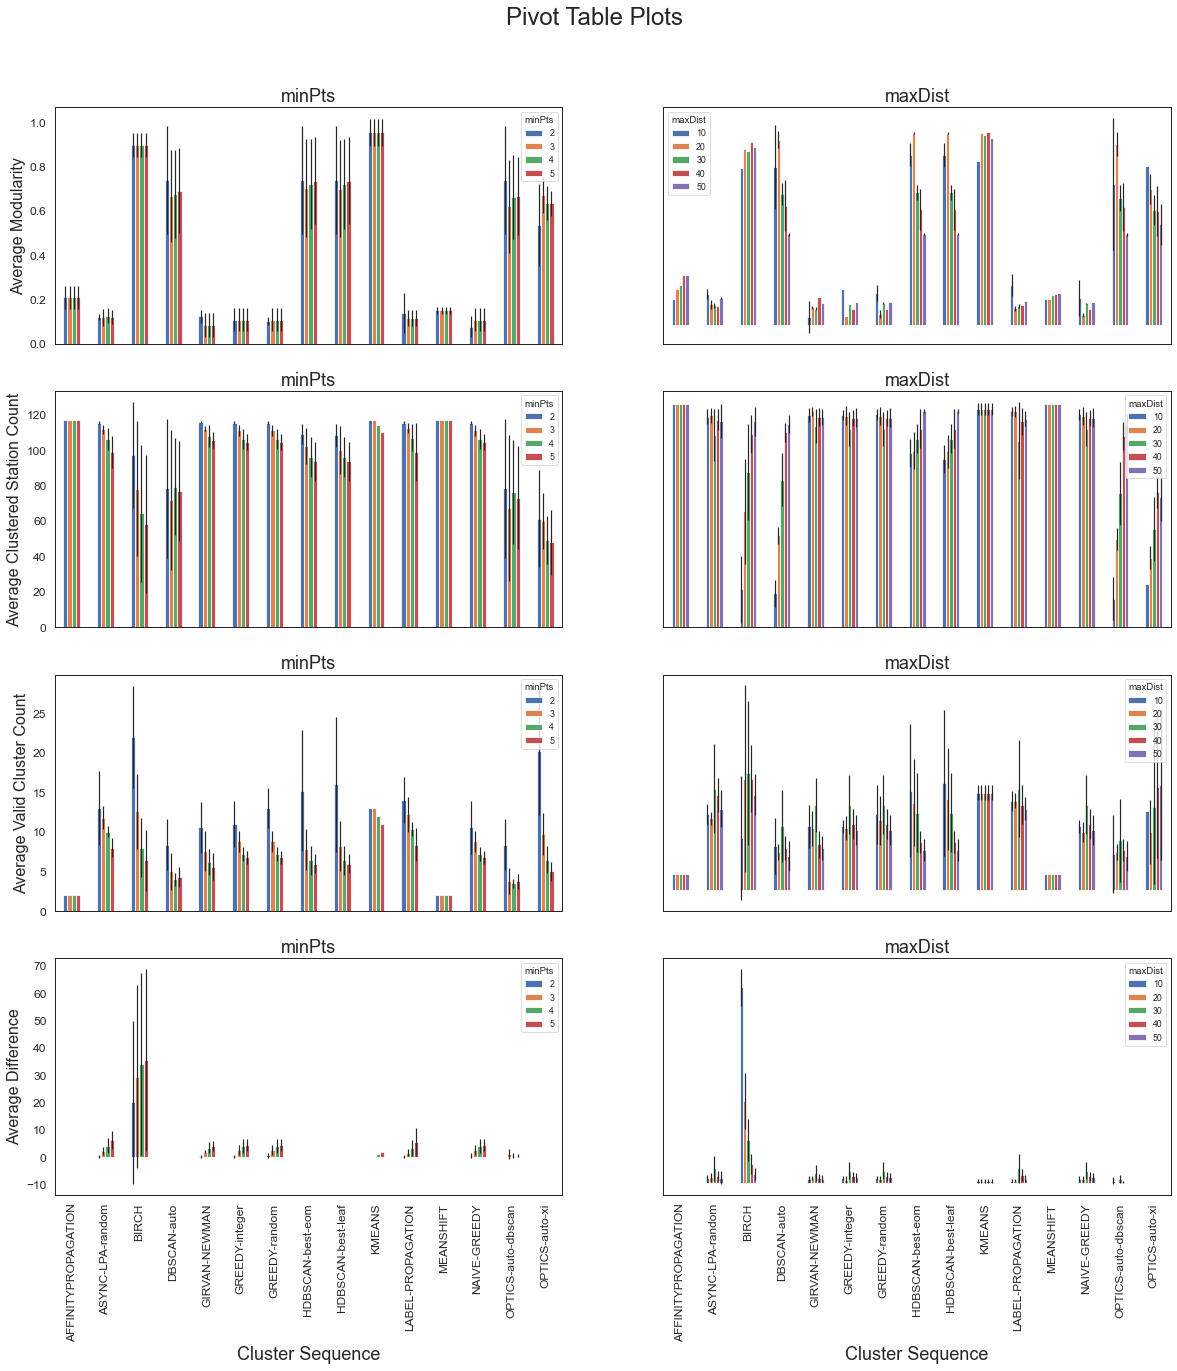 Pivot Table Plots
minPts
Average Modularity
1.0
0.8
0.6
0.4
0.2
0.0
minPts
2
3
4
5
maxDist
maxDist
10
20
30
40
50
minPts
Average Clustered Station Count
120
100
80
60
40
20
0
minPts
2
3
4
5
maxDist
maxDist
10
20
30
40
50
minPts
Average Valid Cluster Count
25
20
15
10
5
0
minPts
2
3
4
5
maxDist
maxDist
10
20
30
40
50
minPts
Average Difference
70
60
50
40
30
20
10
0
−10
minPts
2
3
4
5
AFFINITYPROPAGATION
ASYNC-LPA-random
BIRCH
DBSCAN-auto
GIRVAN-NEWMAN
GREEDY-integer
GREEDY-random
HDBSCAN-best-eom
HDBSCAN-best-leaf
KMEANS
LABEL-PROPAGATION
MEANSHIFT
NAIVE-GREEDY
OPTICS-auto-dbscan
OPTICS-auto-xi
Cluster Sequence
maxDist
maxDist
10
20
30
40
50
AFFINITYPROPAGATION
ASYNC-LPA-random
BIRCH
DBSCAN-auto
GIRVAN-NEWMAN
GREEDY-integer
GREEDY-random
HDBSCAN-best-eom
HDBSCAN-best-leaf
KMEANS
LABEL-PROPAGATION
MEANSHIFT
NAIVE-GREEDY
OPTICS-auto-dbscan
OPTICS-auto-xi
Cluster Sequence